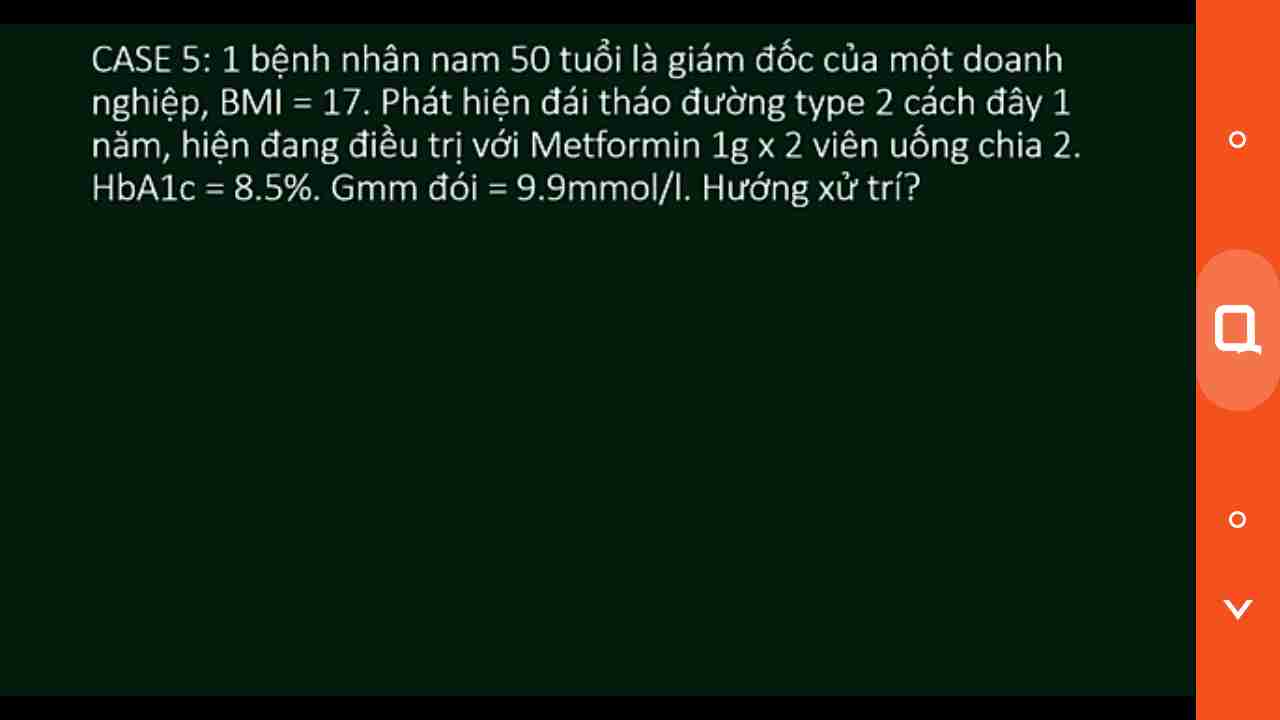 CASE 5: 1 bệnh nhân nam 50 tuổi là giám đốc của một doanh
nghiệp, BMI = 17. Phát hiện đái tháo đường type 2 cách đây 1
năm, hiện đang điều trị với Metformin 1g x 2 viên uống chia 2.
HbA1c = 8.5%. Gmm đói = 9.9mmol/l. Hướng xử trí?